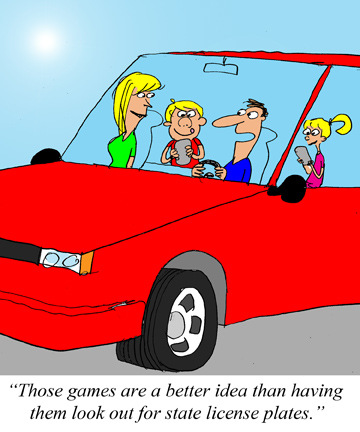 “Those games are a better idea than having
them look out for state license plates.”